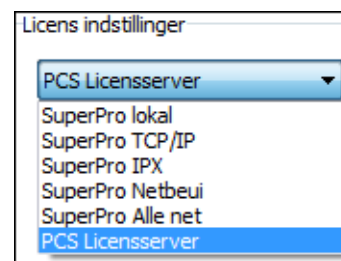 Licens indstillinger
PCS Licensserver
SuperPro lokal
SuperPro TCP/IP
SuperPro IPX
SuperPro Netbeui
SuperPro Alle net
PCS Licensserver